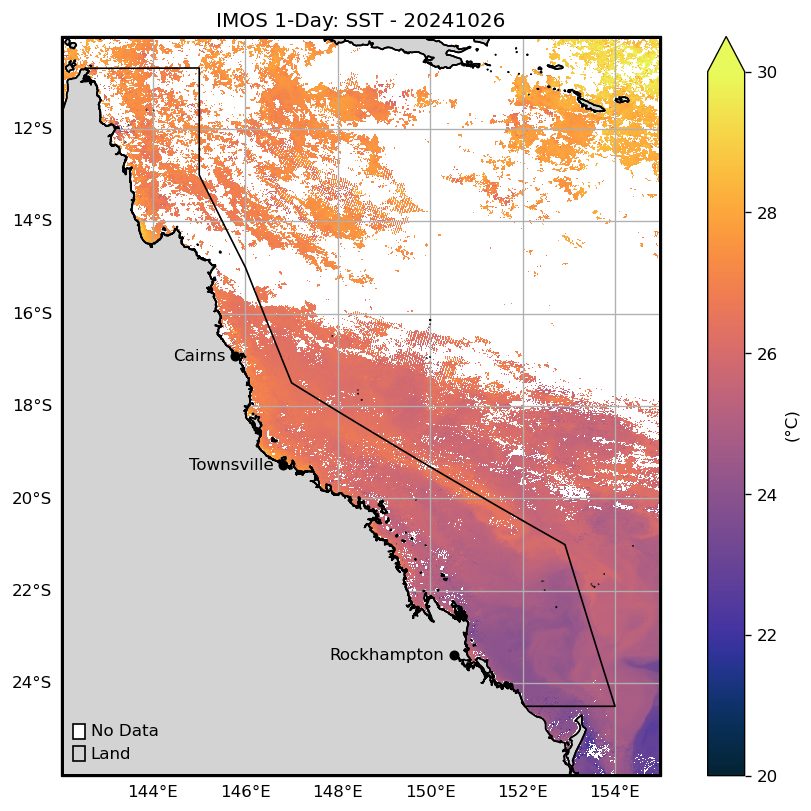 IMOS 1-Day: SST - 20241026
12°S
14°S
16°S
18°S
20°S
22°S
24°S
Cairns
Townsville
Rockhampton
No Data
Land
144°E 146°E 148°E 150°E 152°E 154°E
30
28
26
24
22
20
(°C)